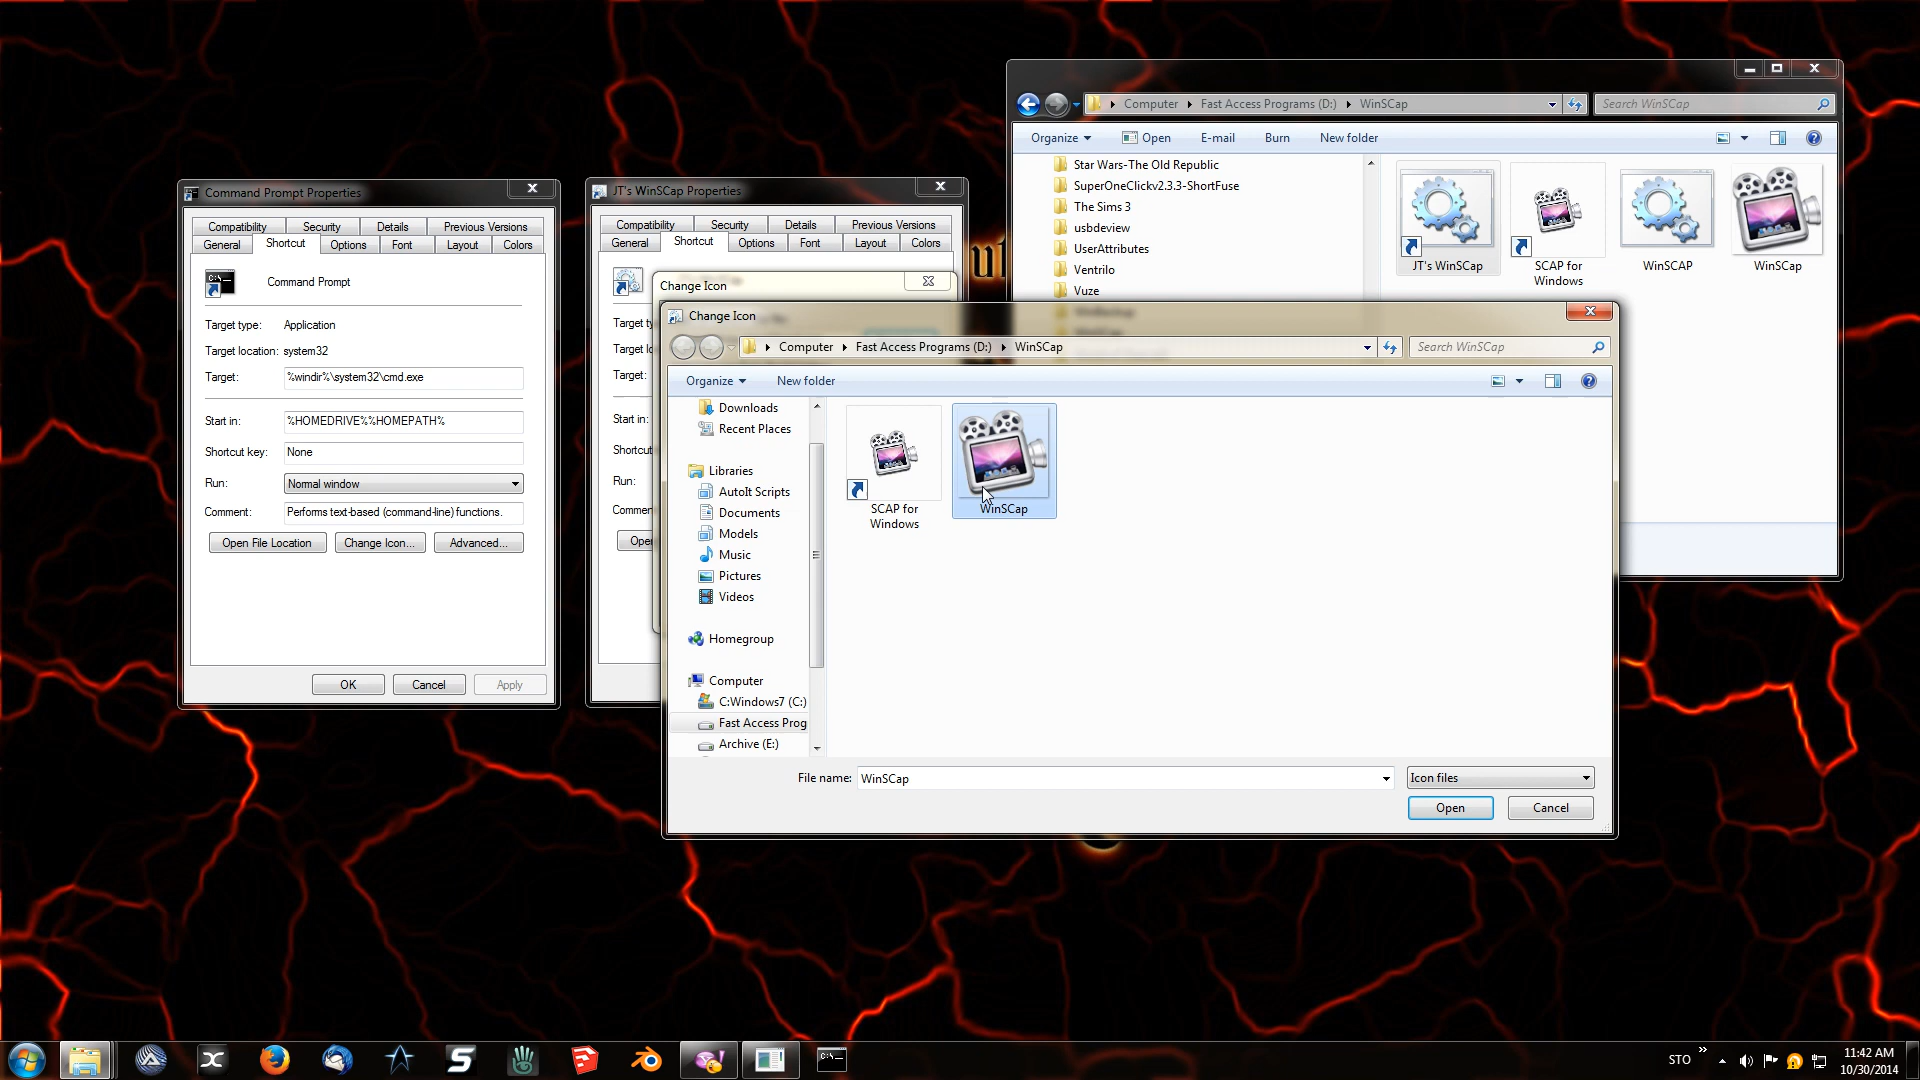 Command Prompt Properties
Compatibility Security Details Previous Versions
General Shortcut Options Font Layout Colors
Command Prompt
Target type: Application
Target location: system32
Target: %windir%\system32\cmd.exe
Start in: %HOMEDRIVE%%HOMEPATH%
Shortcut key: None
Run: Normal window
Comment: Performs text-based (command-line) functions.
Open File Location Change Icon... Advanced...
OK Cancel Apply
JT's WinSCap Properties
Compatibility Security Details Previous Versions
General Shortcut Options Font Layout Colors
Target
Target
Target:
Start in:
Shortcut
Run:
Change Icon
Computer Fast Access Programs (D:) WinSCap
Search WinSCap
Organize Open E-mail Burn New folder
Star Wars-The Old Republic
SuperOneClickv2.3.3-ShortFuse
The Sims 3
usbdeview
UserAttributes
Ventrilo
Vuze
JT's WinSCap
SCAP for Windows
WinSCAP
WinSCap
Change Icon
Computer Fast Access Programs (D:) WinSCap
Search WinSCap
Organize New folder
Downloads
Recent Places
Libraries
AutoIt Scripts
Documents
Models
Music
Pictures
Videos
Homegroup
Computer
C:Windows7 (C:)
Fast Access Prog
Archive (E:)
SCAP for
Windows
WinSCap
File name: WinSCap
Icon files
Open Cancel
STO
11:42 AM
10/30/2014